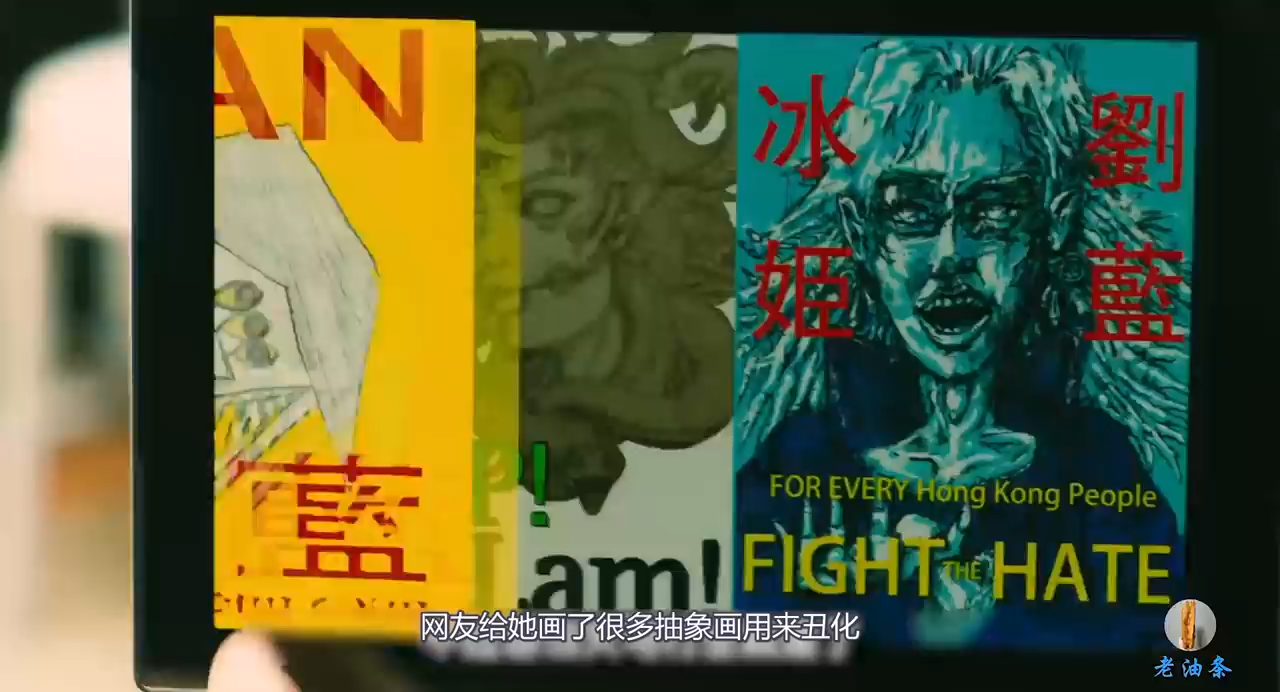 AN
藍
P!
I am!
冰 劉
姬 藍
FOR EVERY Hong Kong People
FIGHT THE HATE
网友给她画了很多抽象画用来丑化
老油条